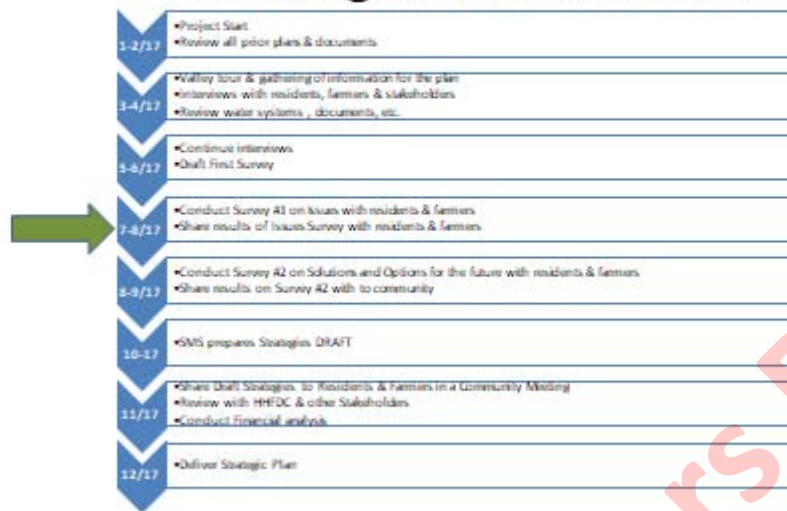 1-2/17
•Project Start
•Review all prior plans & documents
3-4/17
•Valley tour & gathering of information for the plan
•Interviews with residents, farmers & stakeholders
•Review water systems , documents, etc.
5-6/17
•Continue interviews
•Draft First Survey
7-8/17
•Conduct Survey #1 on Issues with residents & farmers
•Share results of Issues Survey with residents & farmers
8-9/17
•Conduct Survey #2 on Solutions and Options for the future with residents & farmers
•Share results on Survey #2 with to community
10-17
•SMS prepares Strategies DRAFT
11/17
•Share Draft Strategies to Residents & Farmers in a Community Meeting
•Review with HHFDC & other Stakeholders
•Conduct Financial analysis
12/17
•Deliver Strategic Plan